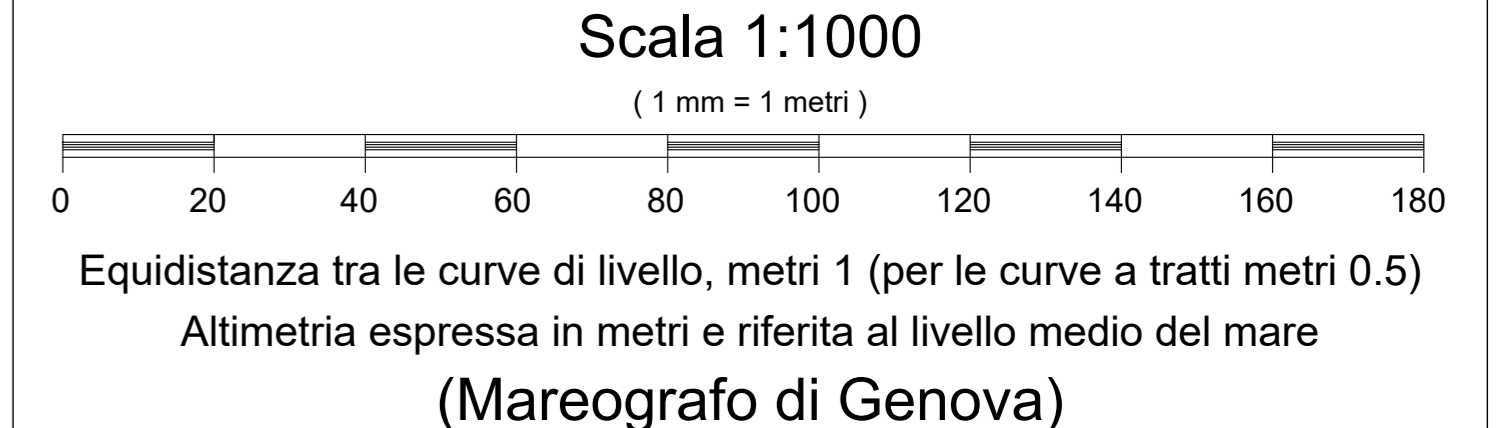 Scala 1:1000
( 1 mm = 1 metri )
0 20 40 60 80 100 120 140 160 180
Equidistanza tra le curve di livello, metri 1 (per le curve a tratti metri 0.5)
Altimetria espressa in metri e riferita al livello medio del mare
(Mareografo di Genova)